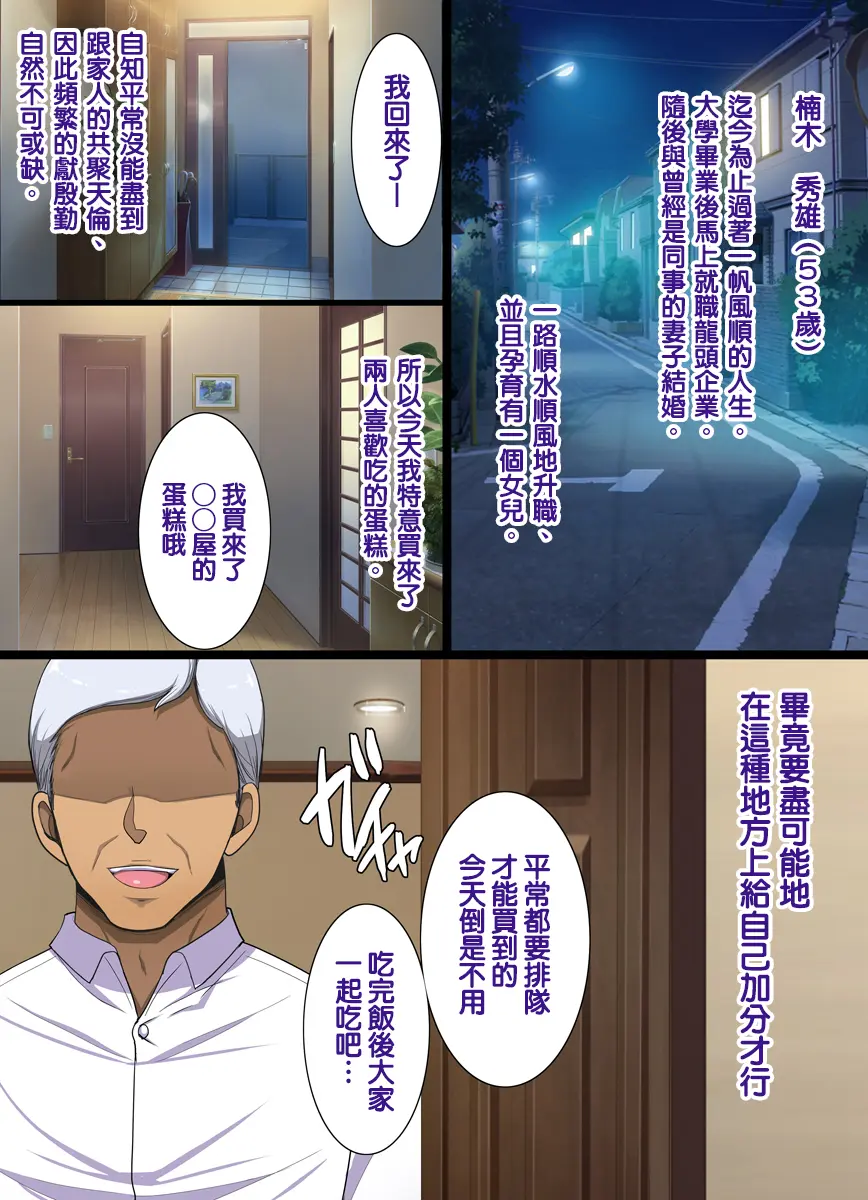 楠木 秀雄（53歲）
迄今為止過著一帆風順的人生。
大學畢業後馬上就職龍頭企業。
隨後與曾經是同事的妻子結婚。
一路順水順風地升職、
並且孕育有一個女兒。
我回來了ー
自知平常沒能盡到
跟家人的共聚天倫、
因此頻繁的獻殷勤
自然不可或缺。
所以今天我特意買來了
兩人喜歡吃的蛋糕。
我買來了
○○屋的
蛋糕哦
畢竟要盡可能地
在這種地方上給自己加分才行
平常都要排隊
才能買到的
今天倒是不用
ガチャ
吃完飯後大家
一起吃吧…